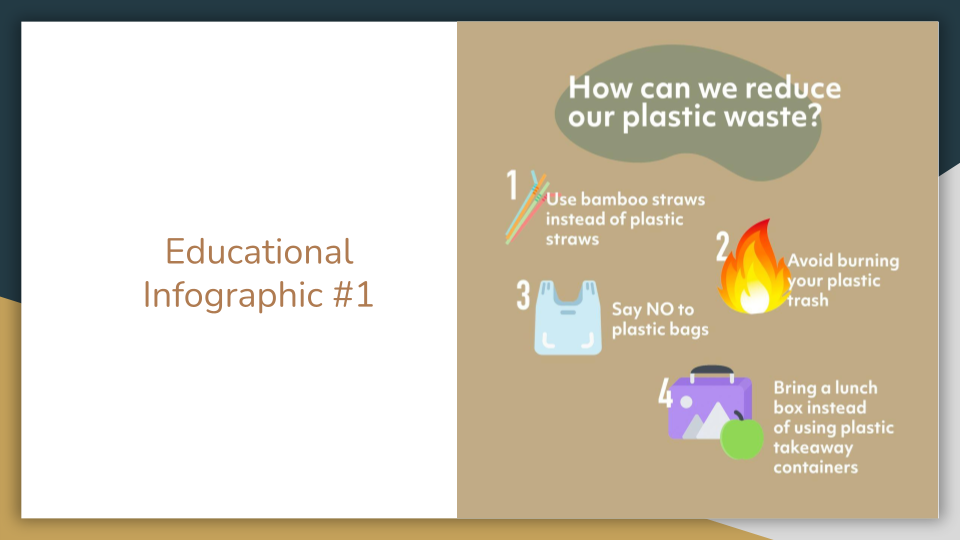 Educational
Infographic #1
How can we reduce
our plastic waste?
1
Use bamboo straws
instead of plastic
straws
2
Avoid burning
your plastic
trash
3
Say NO to
plastic bags
4
Bring a lunch
box instead
of using plastic
takeaway
containers